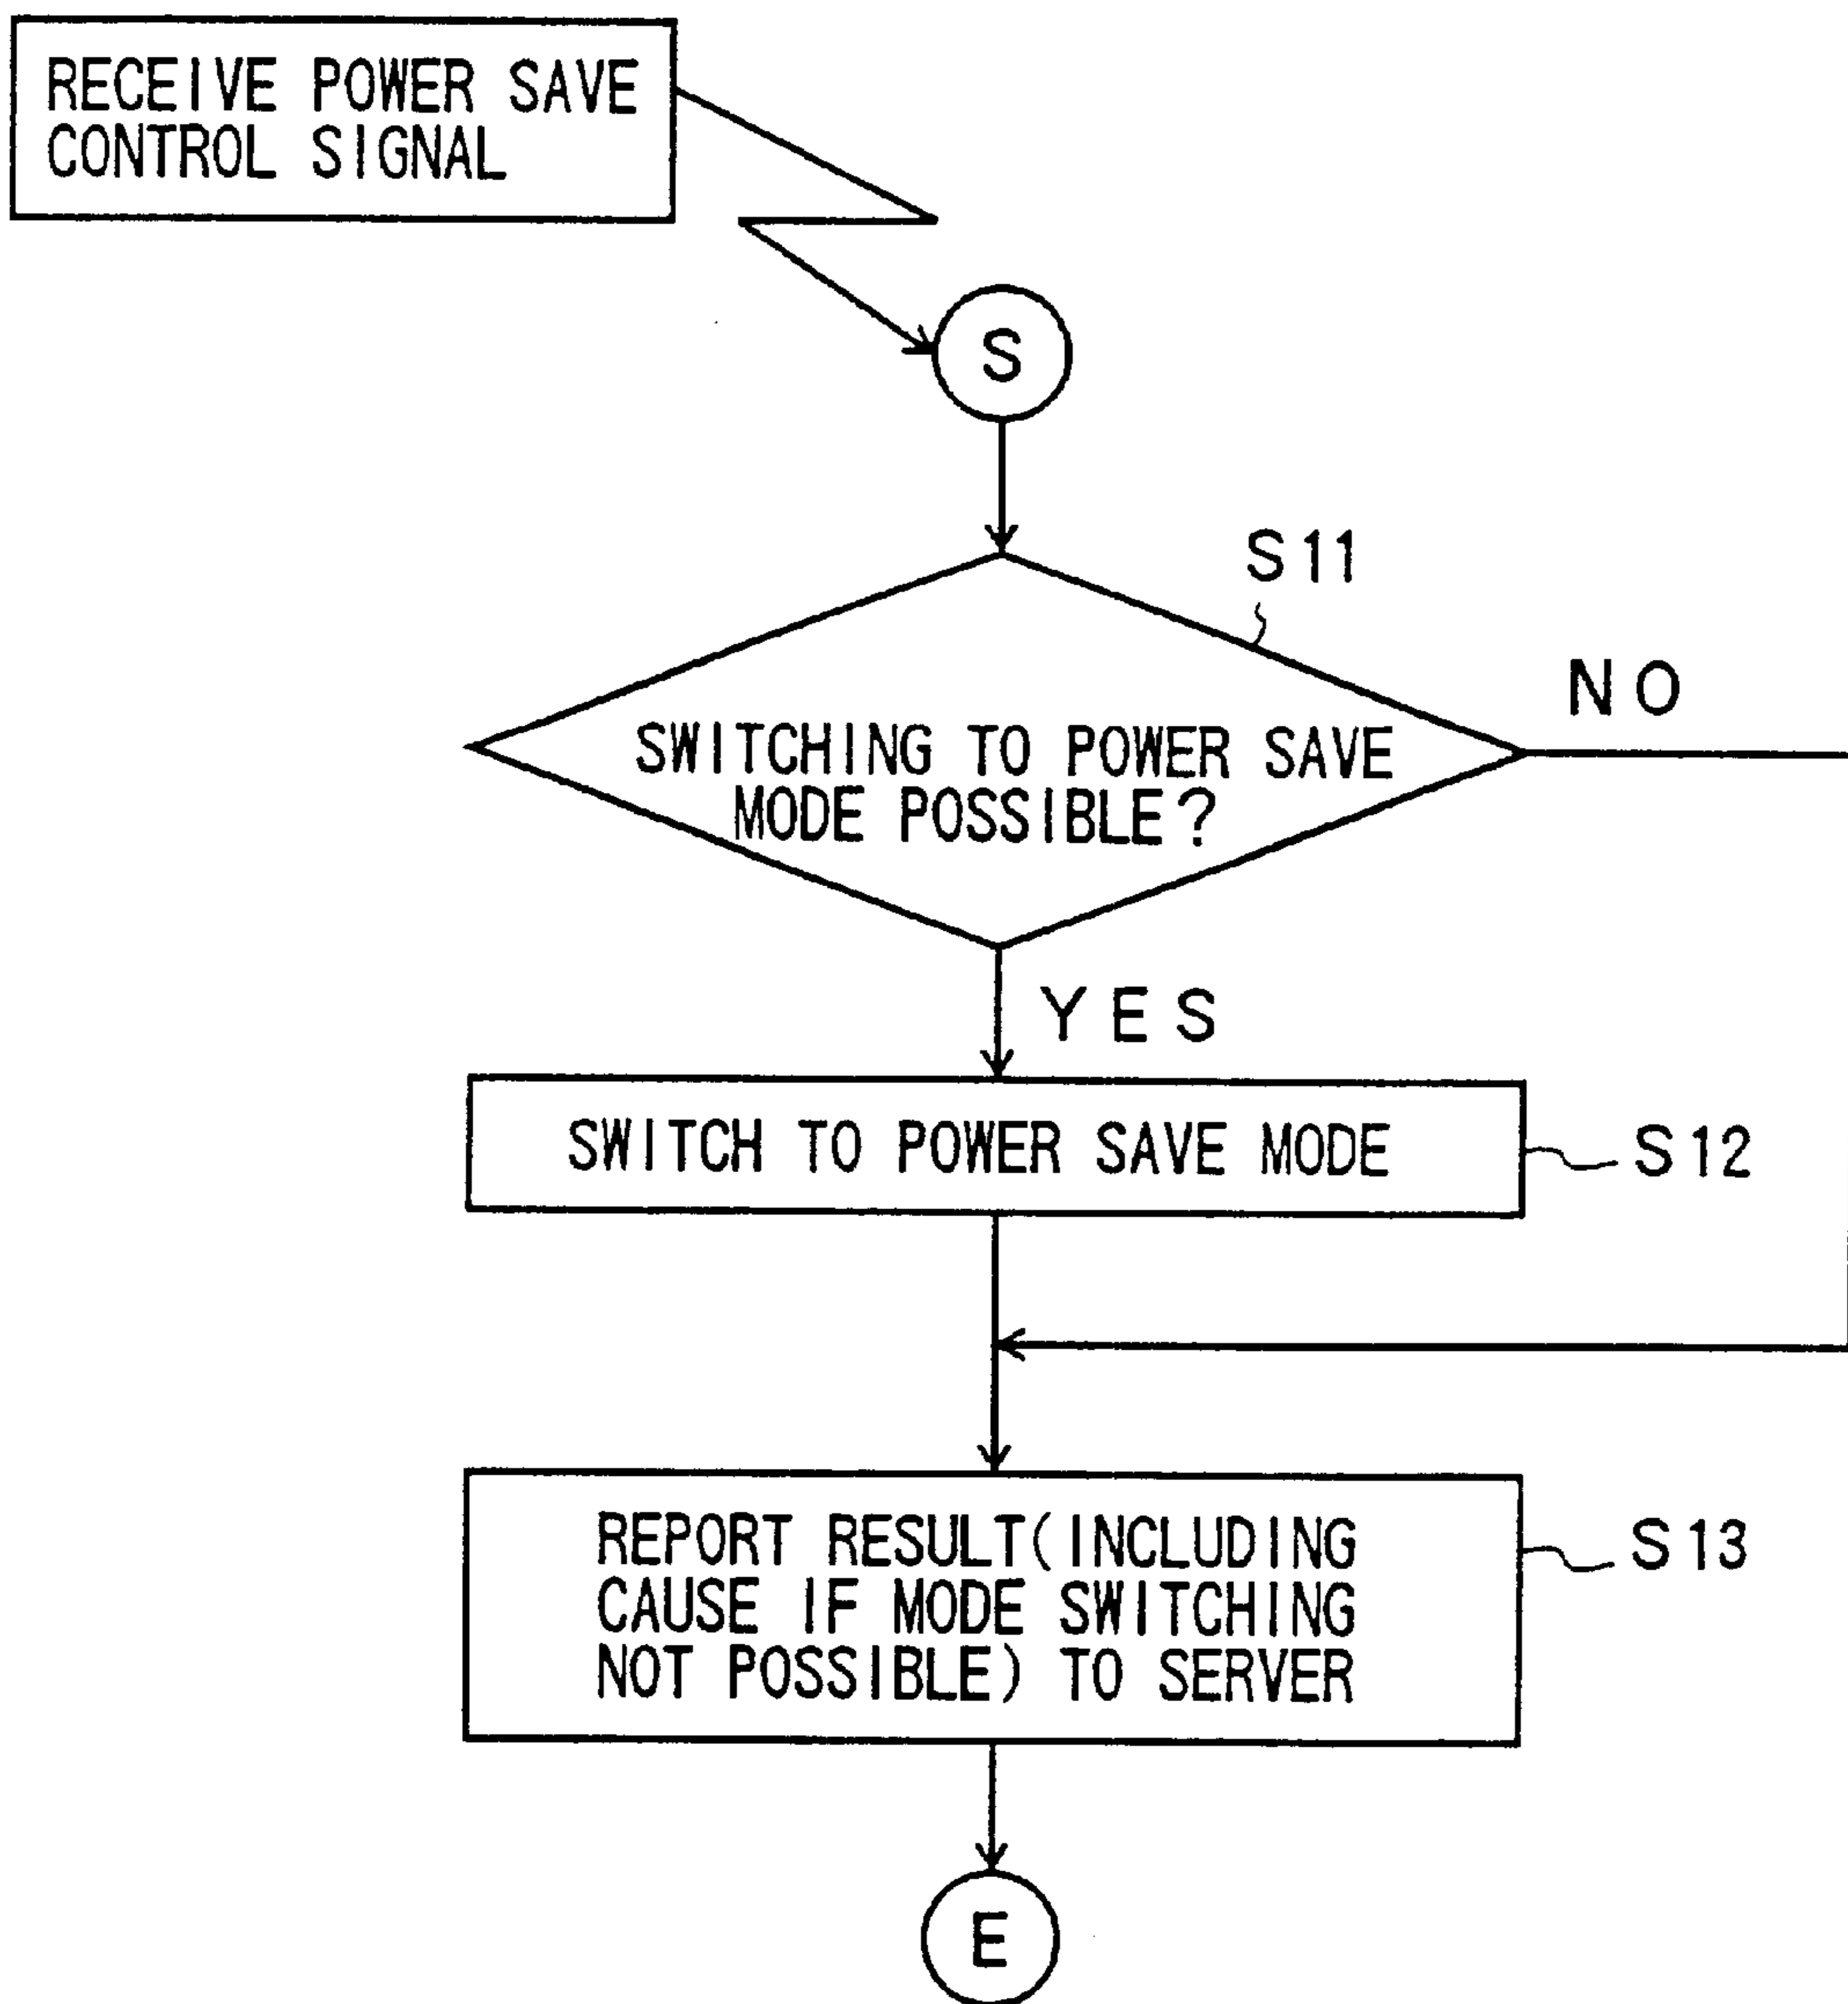 RECEIVE POWER SAVE
CONTROL SIGNAL
S
S11
NO
SWITCHING TO POWER SAVE
MODE POSSIBLE?
YES
SWITCH TO POWER SAVE MODE
S12
REPORT RESULT(INCLUDING
CAUSE IF MODE SWITCHING
NOT POSSIBLE) TO SERVER
S13
E